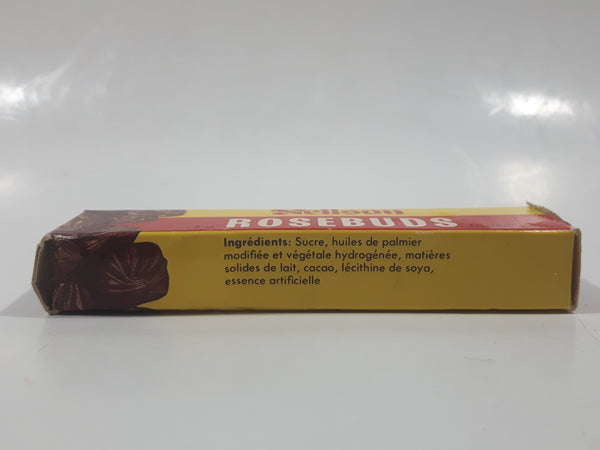 Neilson
ROSEBUDS
Ingrédients: Sucre, huiles de palmier
modifiée et végétale hydrogénée, matières
solides de lait, cacao, lécithine de soya,
essence artificielle